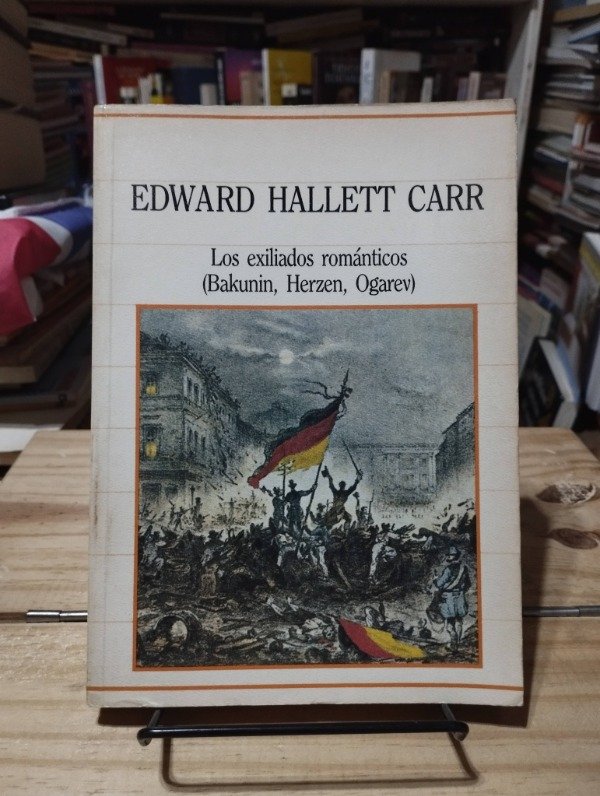 EDWARD HALLETT CARR
Los exiliados románticos
(Bakunin, Herzen, Ogarev)